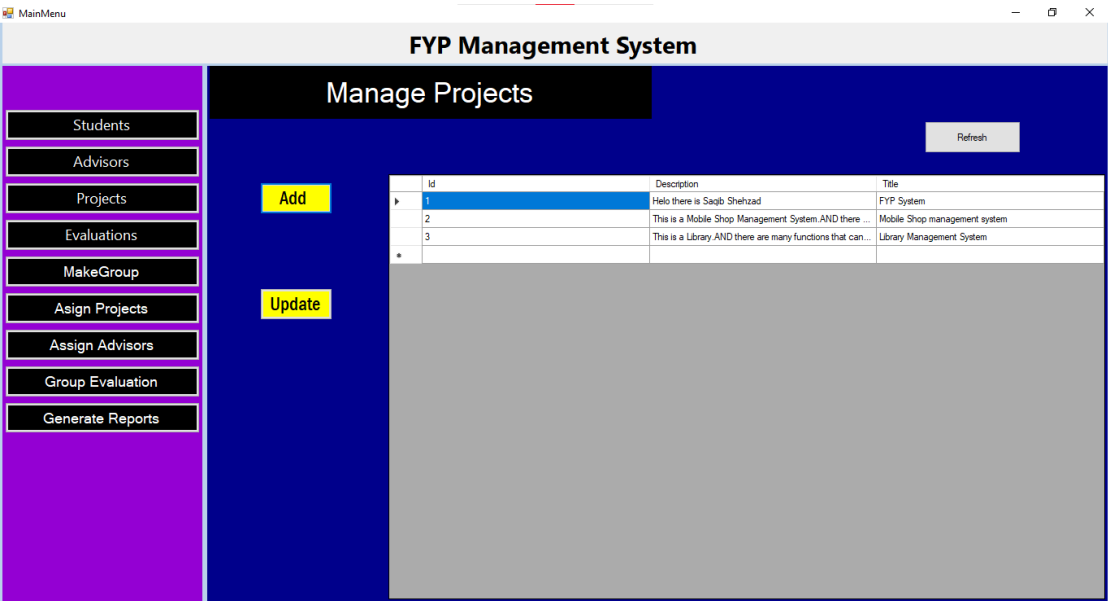 MainMenu
FYP Management System
Manage Projects
Students
Advisors
Projects
Evaluations
MakeGroup
Asign Projects
Assign Advisors
Group Evaluation
Generate Reports
Refresh
Add
Update
Id Description Title
1 Helo there is Saqib Shehzad FYP System
2 This is a Mobile Shop Management System.AND there ... Mobile Shop management system
3 This is a Library.AND there are many functions that can... Library Management System